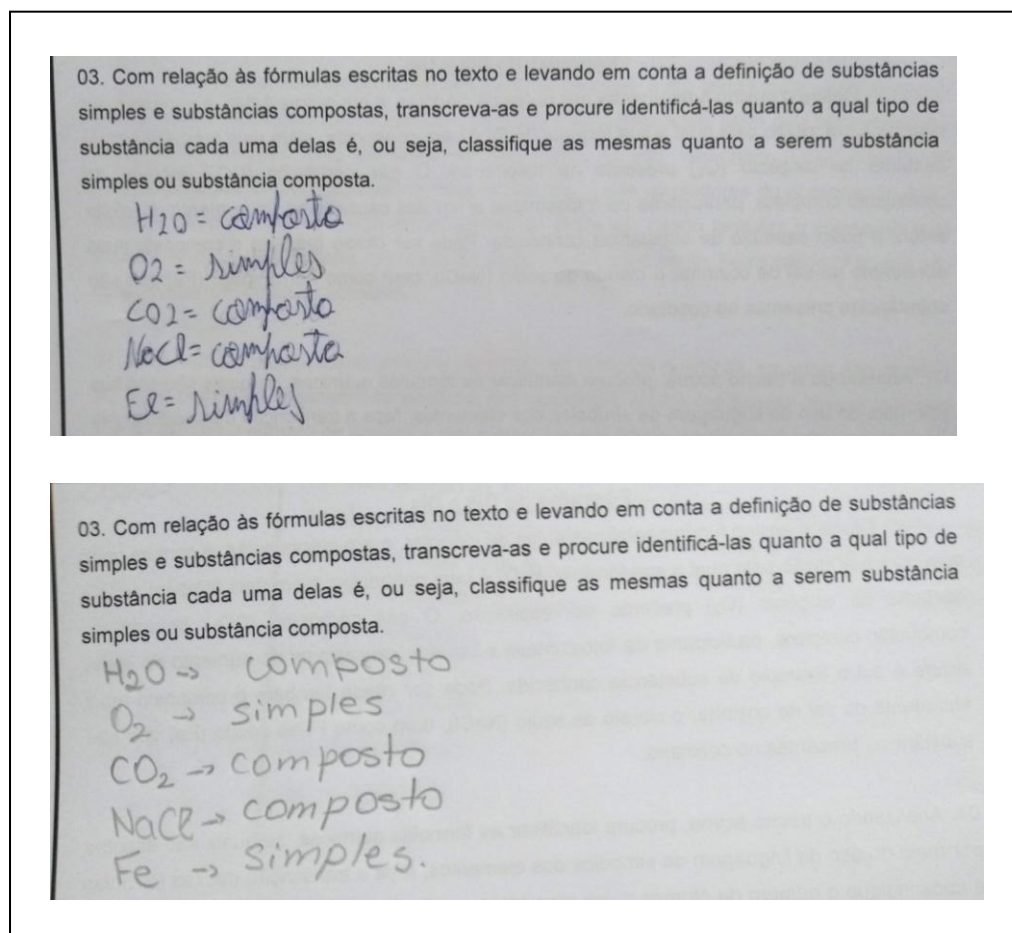 03. Com relação às fórmulas escritas no texto e levando em conta a definição de substâncias
simples e substâncias compostas, transcreva-as e procure identificá-las quanto a qual tipo de
substância cada uma delas é, ou seja, classifique as mesmas quanto a serem substância
simples ou substância composta.
H2O = composto
O2 = simples
CO2 = composto
NaCl = composto
Ee = simples
03. Com relação às fórmulas escritas no texto e levando em conta a definição de substâncias
simples e substâncias compostas, transcreva-as e procure identificá-las quanto a qual tipo de
substância cada uma delas é, ou seja, classifique as mesmas quanto a serem substância
simples ou substância composta.
H₂O → composto
O₂ → simples
CO₂ → composto
NaCl → composto
Fe → simples.